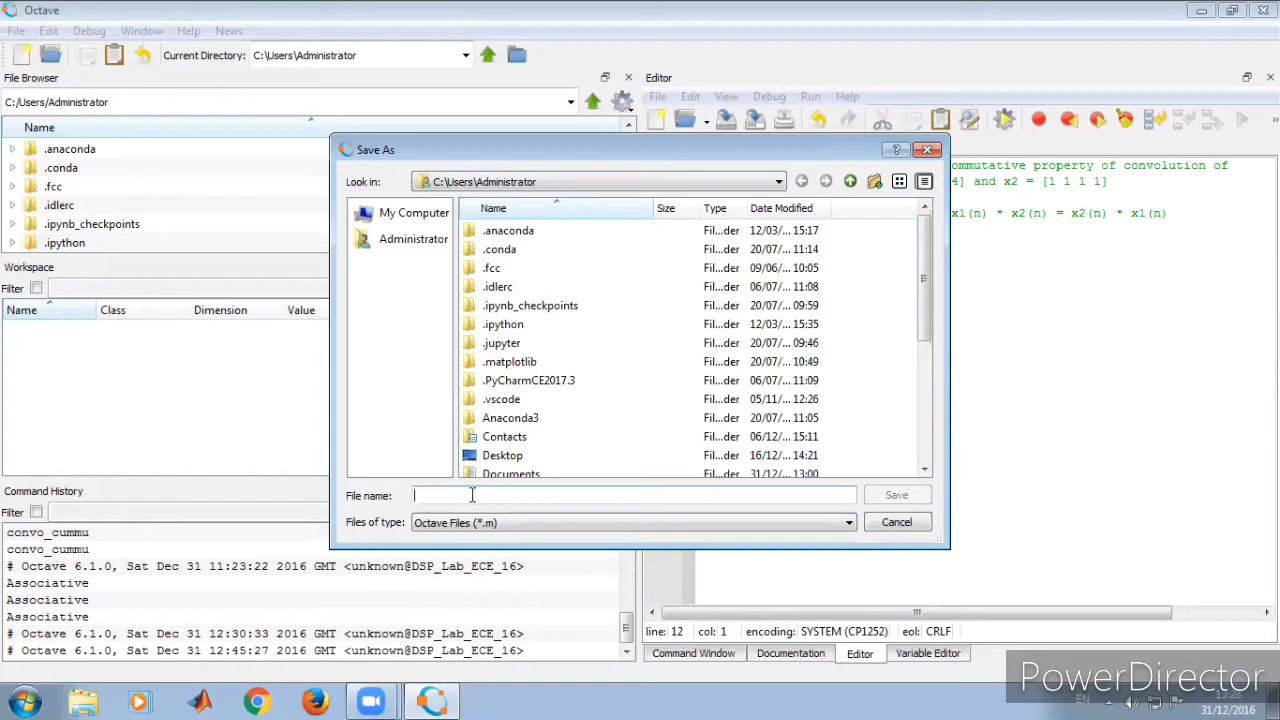 Octave
File Edit Debug Window Help News
Current Directory: C:\Users\Administrator
File Browser
C:/Users/Administrator
Name
.anaconda
.conda
.fcc
.idlerc
.ipynb_checkpoints
.ipython
Workspace
Filter
Name Class Dimension Value
Command History
Filter
convo_cummu
convo_cummu
# Octave 6.1.0, Sat Dec 31 11:23:22 2016 GMT <unknown@DSP_Lab_ECE_16>
Associative
Associative
Associative
# Octave 6.1.0, Sat Dec 31 12:30:33 2016 GMT <unknown@DSP_Lab_ECE_16>
# Octave 6.1.0, Sat Dec 31 12:45:27 2016 GMT <unknown@DSP_Lab_ECE_16>
Save As
Look in: C:\Users\Administrator
My Computer
Administrator
Name Size Type Date Modified
.anaconda Fil...der 12/03/... 15:17
.conda Fil...der 20/07/... 11:14
.fcc Fil...der 09/06/... 10:05
.idlerc Fil...der 06/07/... 11:08
.ipynb_checkpoints Fil...der 20/07/... 09:59
.ipython Fil...der 12/03/... 15:35
.jupyter Fil...der 20/07/... 09:46
.matplotlib Fil...der 20/07/... 10:49
.PyCharmCE2017.3 Fil...der 06/07/... 11:09
.vscode Fil...der 05/11/... 12:26
Anaconda3 Fil...der 20/07/... 11:05
Contacts Fil...der 06/12/... 15:11
Desktop Fil...der 16/12/... 14:21
Documents Fil...der 31/12/... 13:00
File name: Save
Files of type: Octave Files (*.m) Cancel
Editor
File Edit View Debug Run Help
ommutative property of convolution of
4] and x2 = [1 1 1 1]
x1(n) * x2(n) = x2(n) * x1(n)
line: 12 col: 1 encoding: SYSTEM (CP1252) eol: CRLF
Command Window Documentation Editor Variable Editor
PowerDirector
EN 13:28
31/12/2016